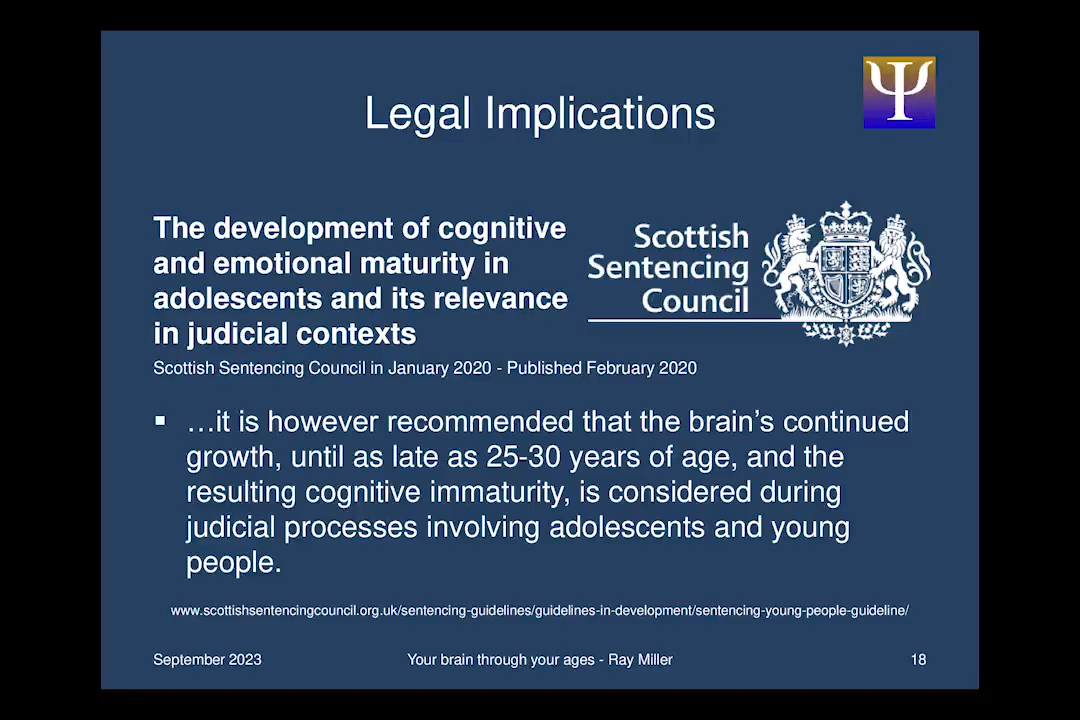 Legal Implications
Ψ
The development of cognitive
and emotional maturity in
adolescents and its relevance
in judicial contexts
Scottish
Sentencing
Council
Scottish Sentencing Council in January 2020 - Published February 2020
▪ …it is however recommended that the brain’s continued
growth, until as late as 25-30 years of age, and the
resulting cognitive immaturity, is considered during
judicial processes involving adolescents and young
people.
www.scottishsentencingcouncil.org.uk/sentencing-guidelines/guidelines-in-development/sentencing-young-people-guideline/
September 2023
Your brain through your ages - Ray Miller
18